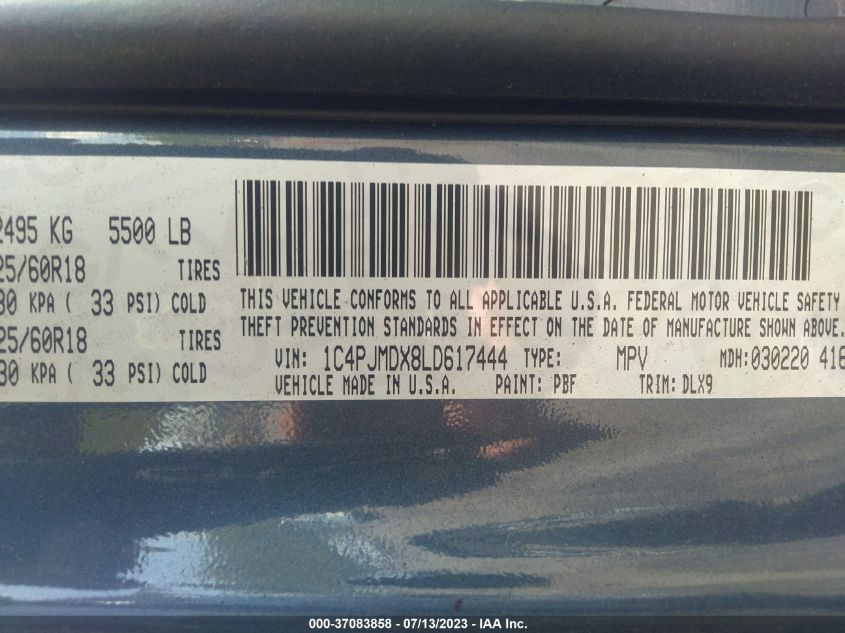 2495 KG 5500 LB
25/60R18 TIRES
30 KPA ( 33 PSI) COLD
25/60R18 TIRES
30 KPA ( 33 PSI) COLD
THIS VEHICLE CONFORMS TO ALL APPLICABLE U.S.A. FEDERAL MOTOR VEHICLE SAFETY
THEFT PREVENTION STANDARDS IN EFFECT ON THE DATE OF MANUFACTURE SHOWN ABOVE.
VIN: 1C4PJMDX8LD617444 TYPE: MPV MDH: 030220 416
VEHICLE MADE IN U.S.A. PAINT: PBF TRIM: DLX9
000-37083858 - 07/13/2023 - IAA Inc.